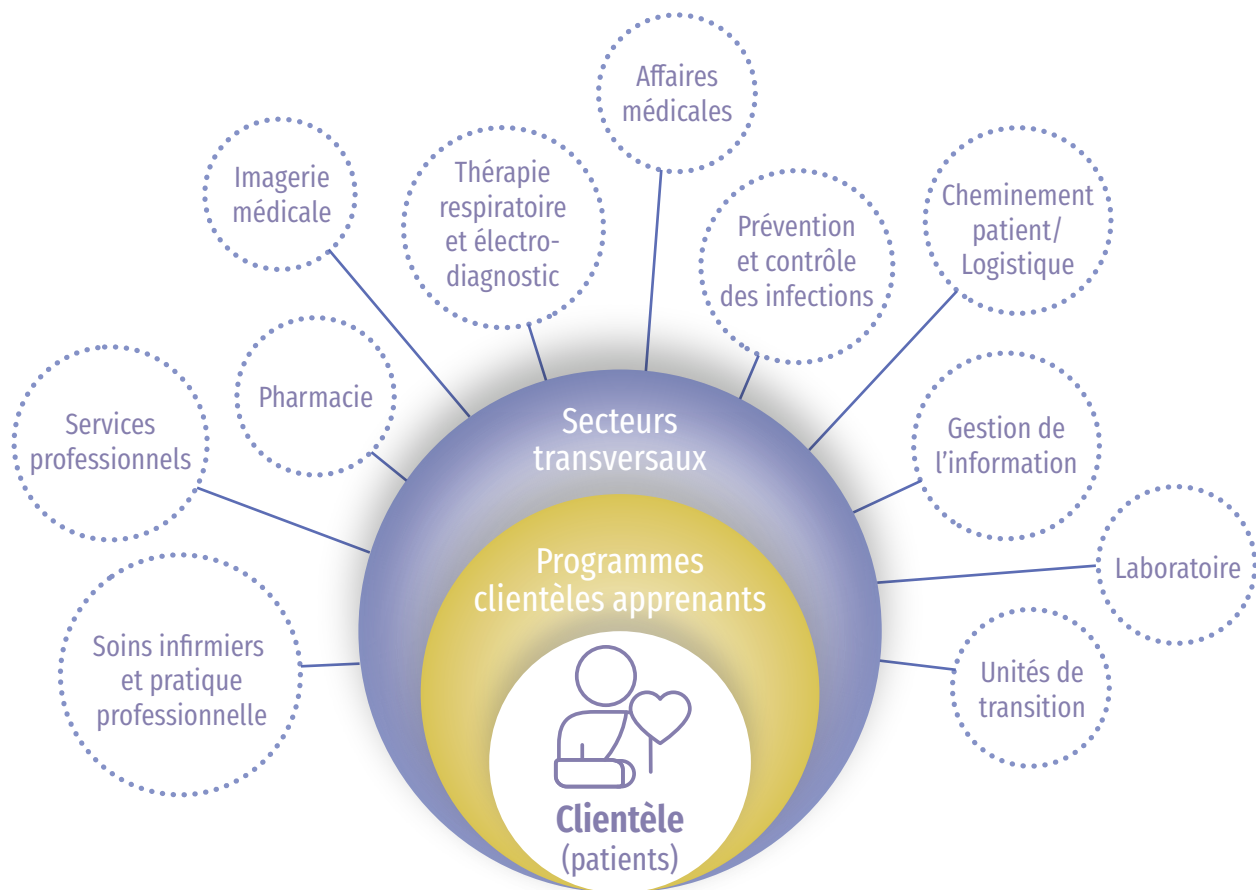 Affaires
médicales
Imagerie
médicale
Thérapie
respiratoire
et électro-
diagnostic
Prévention
et contrôle
des infections
Cheminement
patient/
Logistique
Pharmacie
Services
professionnels
Gestion de
l’information
Laboratoire
Soins infirmiers
et pratique
professionnelle
Unités de
transition
Secteurs
transversaux
Programmes
clientèles apprenants
Clientèle
(patients)